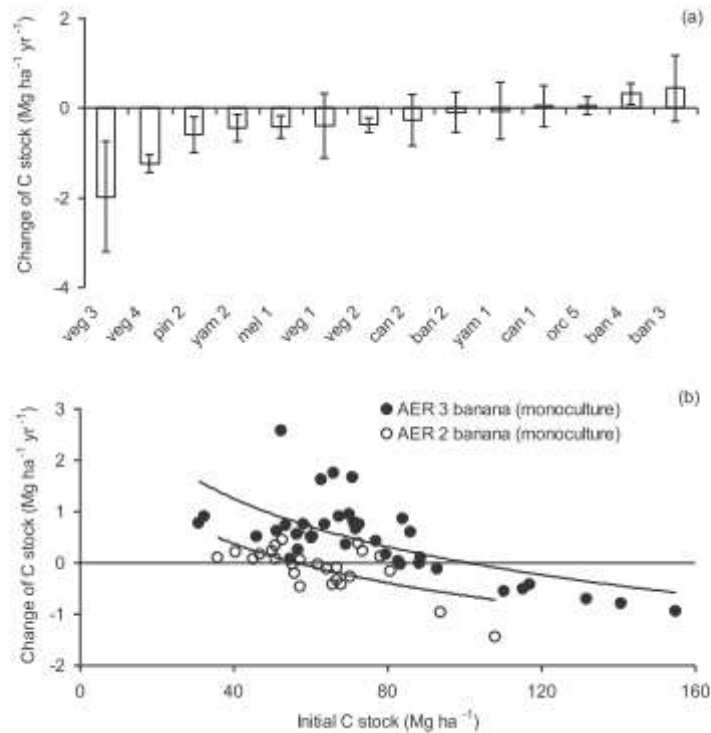 (a)
Change of C stock (Mg ha⁻¹ yr⁻¹)
2
0
-2
-4
veg 3
veg 4
pin 2
yam 2
mel 1
veg 1
veg 2
can 2
ban 2
yam 1
can 1
orc 5
ban 4
ban 3
(b)
AER 3 banana (monoculture)
AER 2 banana (monoculture)
Change of C stock (Mg ha⁻¹ yr⁻¹)
3
2
1
0
-1
-2
0 40 80 120 160
Initial C stock (Mg ha⁻¹)